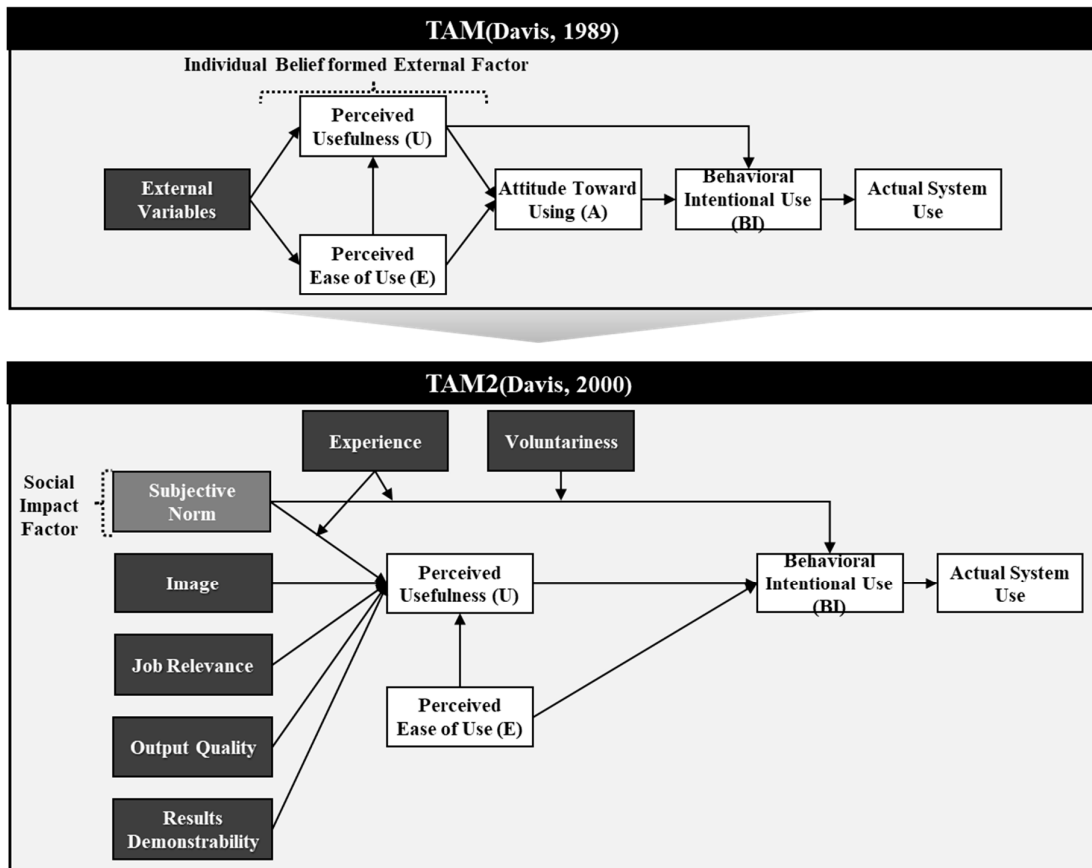 TAM(Davis, 1989)
Individual Belief formed External Factor
Perceived
Usefulness (U)
External
Variables
Attitude Toward
Using (A)
Behavioral
Intentional Use
(BI)
Actual System
Use
Perceived
Ease of Use (E)
TAM2(Davis, 2000)
Experience
Voluntariness
Social
Impact
Factor
Subjective
Norm
Image
Perceived
Usefulness (U)
Behavioral
Intentional Use
(BI)
Actual System
Use
Job Relevance
Perceived
Ease of Use (E)
Output Quality
Results
Demonstrability